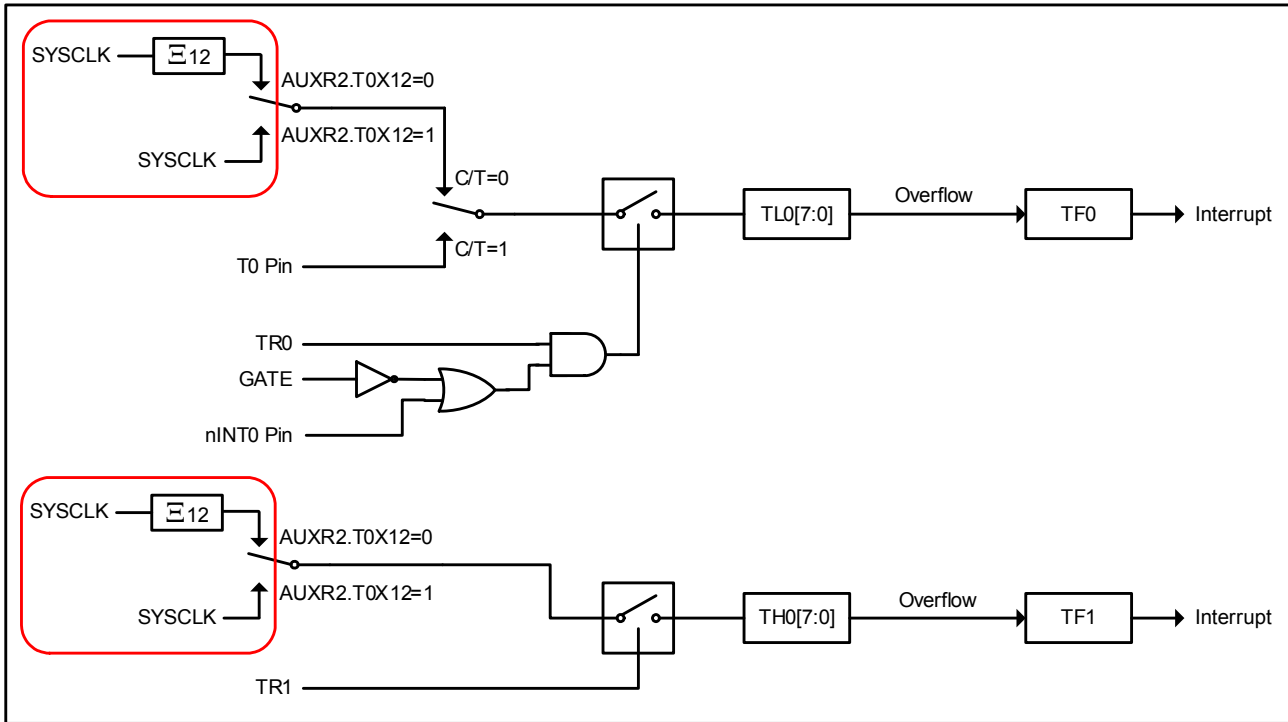 SYSCLK
Ξ12
AUXR2.T0X12=0
AUXR2.T0X12=1
SYSCLK
C/T=0
C/T=1
T0 Pin
TL0[7:0]
Overflow
TF0
Interrupt
TR0
GATE
nINT0 Pin
SYSCLK
Ξ12
AUXR2.T0X12=0
AUXR2.T0X12=1
SYSCLK
TH0[7:0]
Overflow
TF1
Interrupt
TR1